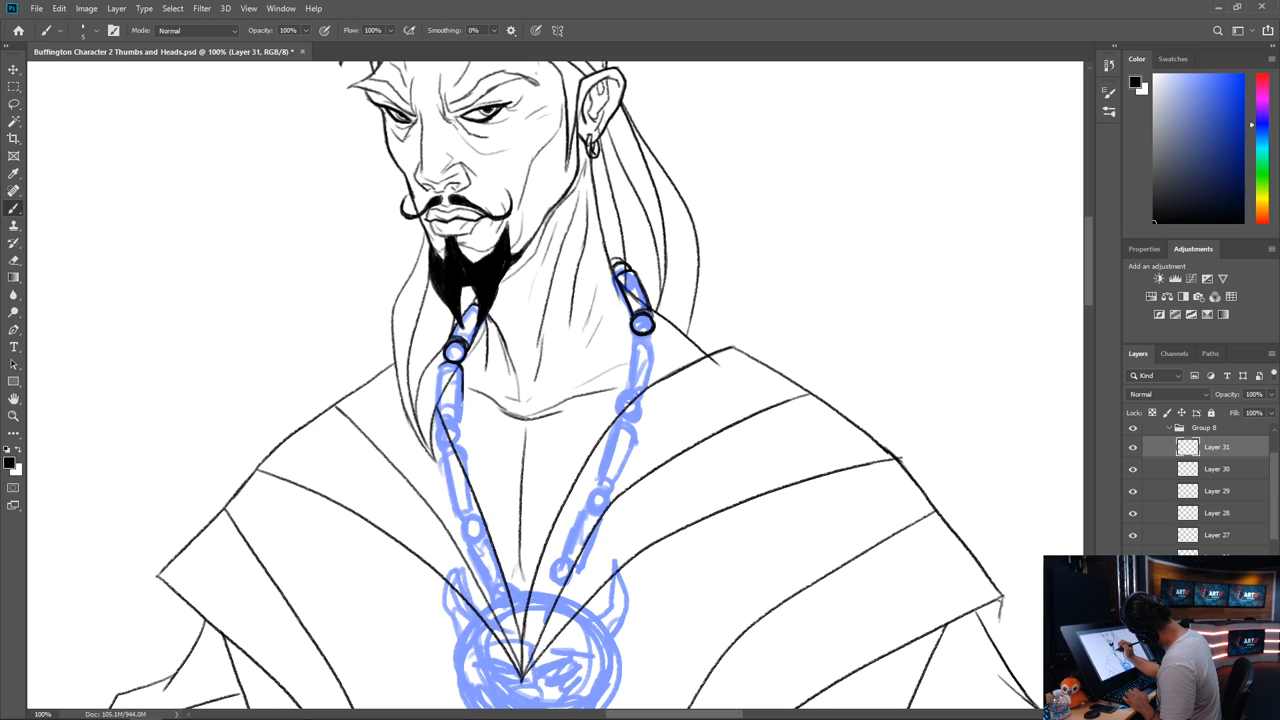 Ps File Edit Image Layer Type Select Filter 3D View Window Help
5 Mode: Normal Opacity: 100% Flow: 100% Smoothing: 0%
Buffington Character 2 Thumbs and Heads.psd @ 100% (Layer 31, RGB/8) *
Color Swatches
Properties Adjustments
Add an adjustment
Layers Channels Paths
Kind
Normal Opacity: 100%
Lock: Fill: 100%
Group 8
Layer 31
Layer 30
Layer 29
Layer 28
Layer 27
100% Doc: 105.1M/944.0M